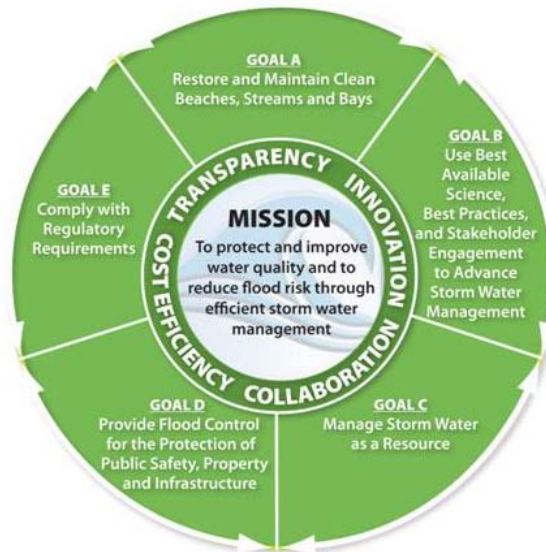 GOAL A
Restore and Maintain Clean
Beaches, Streams and Bays
GOAL B
Use Best
Available
Science,
Best Practices,
and Stakeholder
Engagement
to Advance
Storm Water
Management
GOAL C
Manage Storm Water
as a Resource
GOAL D
Provide Flood Control
for the Protection of
Public Safety, Property
and Infrastructure
GOAL E
Comply with
Regulatory
Requirements
TRANSPARENCY
INNOVATION
COLLABORATION
COST EFFICIENCY
MISSION
To protect and improve
water quality and to
reduce flood risk through
efficient storm water
management